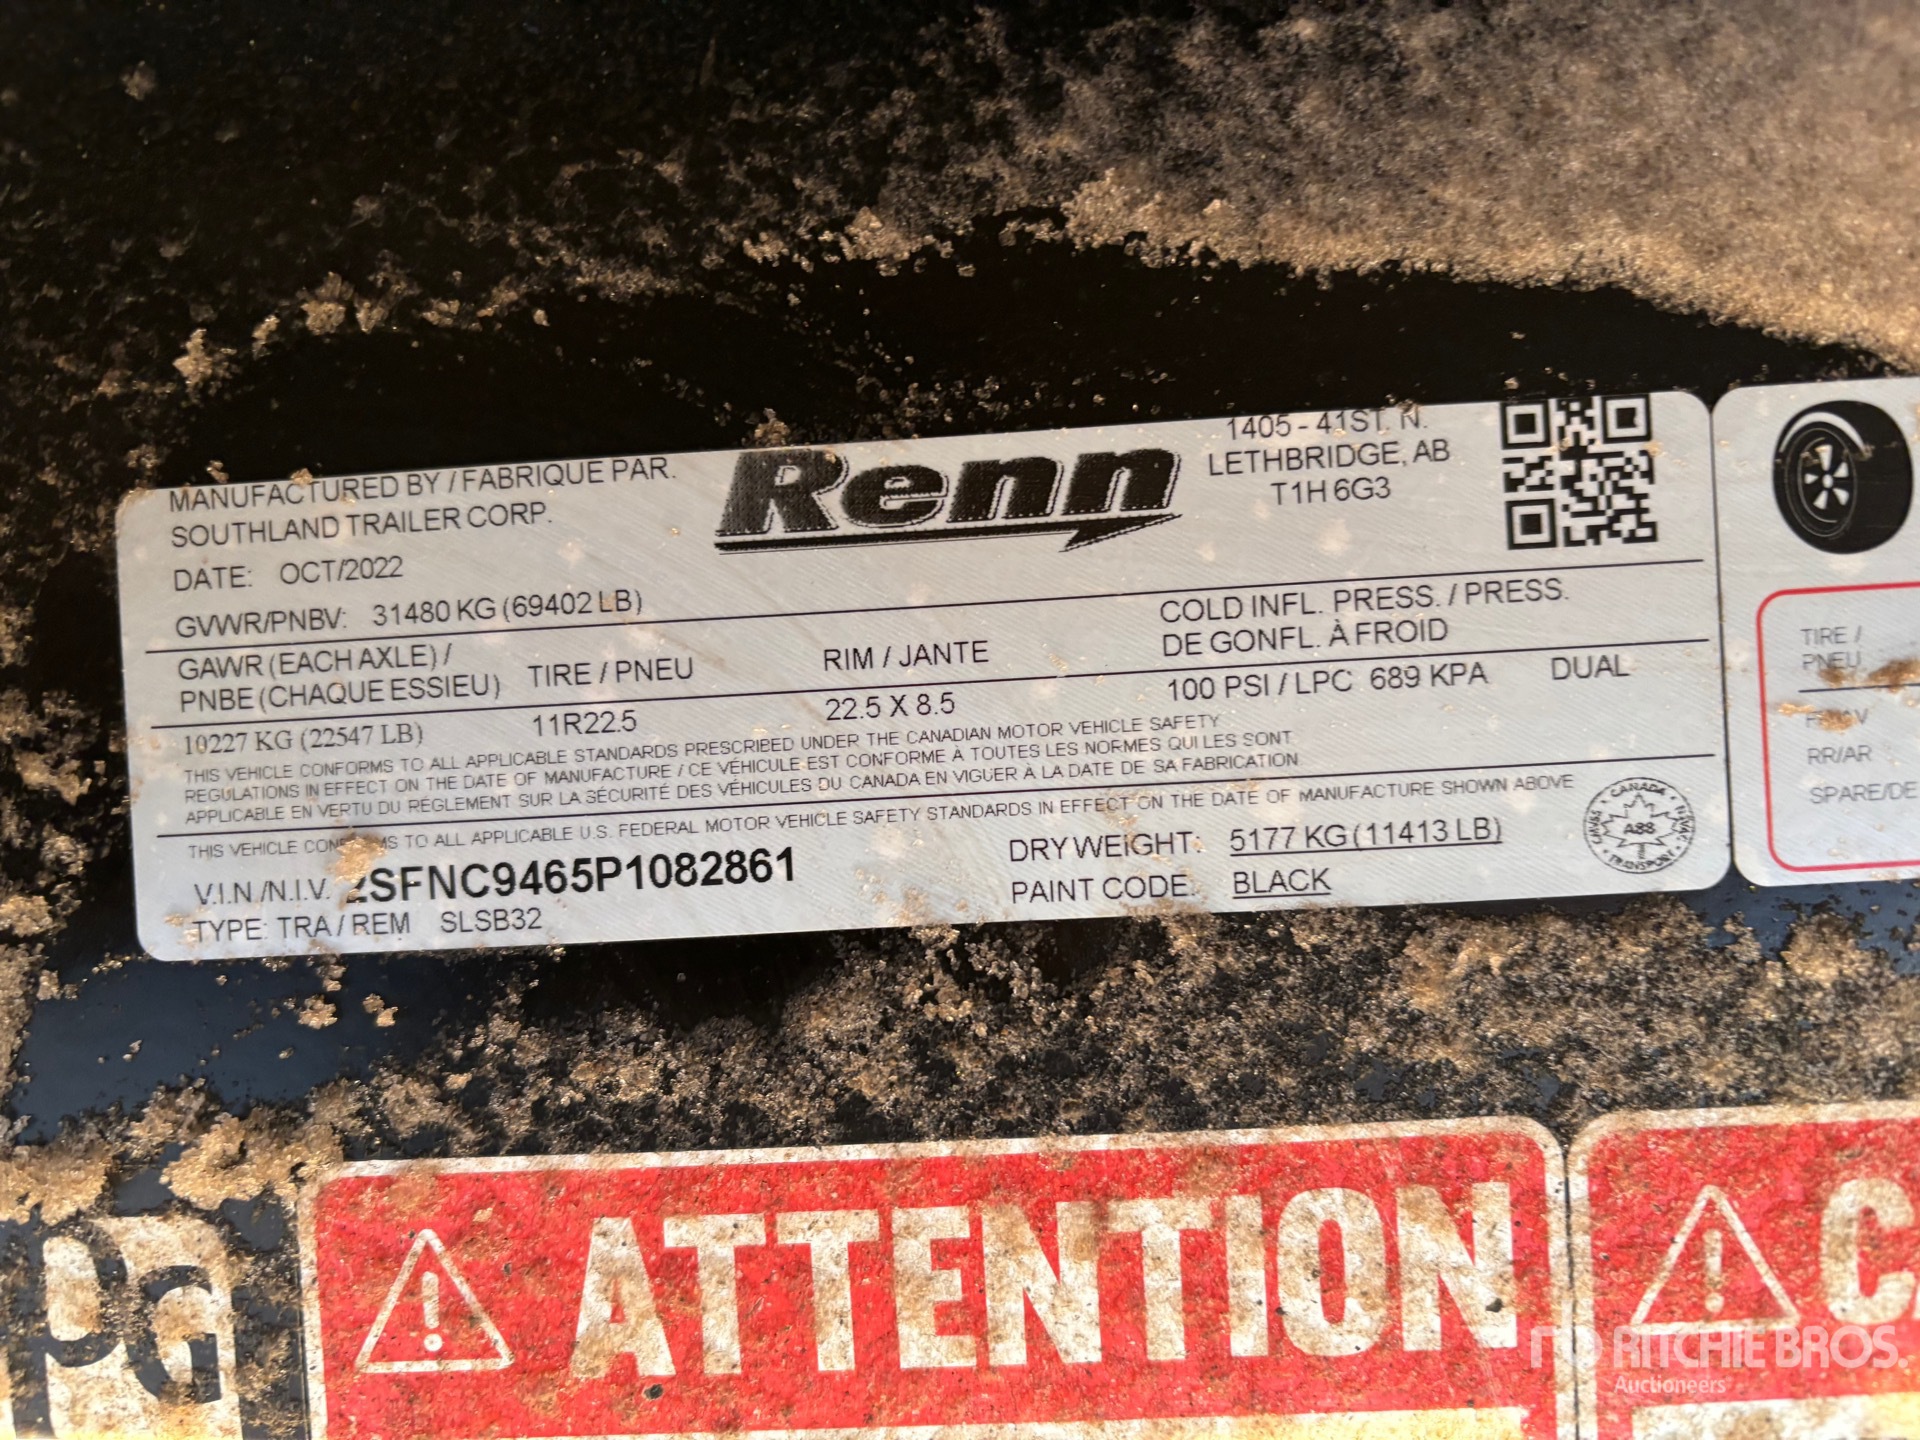 MANUFACTURED BY / FABRIQUE PAR.
SOUTHLAND TRAILER CORP.
DATE: OCT/2022
GVWR/PNBV: 31480 KG (69402 LB)
Renn
1405 - 41ST. N.
LETHBRIDGE, AB
T1H 6G3
GAWR (EACH AXLE) /
PNBE (CHAQUE ESSIEU)
TIRE / PNEU
RIM / JANTE
COLD INFL. PRESS. / PRESS.
DE GONFL. À FROID
10227 KG (22547 LB) 11R22.5 22.5 X 8.5 100 PSI / LPC 689 KPA DUAL
THIS VEHICLE CONFORMS TO ALL APPLICABLE STANDARDS PRESCRIBED UNDER THE CANADIAN MOTOR VEHICLE SAFETY
REGULATIONS IN EFFECT ON THE DATE OF MANUFACTURE / CE VÉHICULE EST CONFORME À TOUTES LES NORMES QUI LES SONT
APPLICABLE EN VERTU DU RÉGLEMENT SUR LA SÉCURITÉ DES VÉHICULES DU CANADA EN VIGUER À LA DATE DE SA FABRICATION
THIS VEHICLE CONFORMS TO ALL APPLICABLE U.S. FEDERAL MOTOR VEHICLE SAFETY STANDARDS IN EFFECT ON THE DATE OF MANUFACTURE SHOWN ABOVE
V.I.N./N.I.V. 2SFNC9465P1082861
TYPE: TRA / REM SLSB32
DRY WEIGHT: 5177 KG (11413 LB)
PAINT CODE: BLACK
CANADA
A88
TRANSPORT
TIRE /
PNEU
RR/AR
SPARE/DE
PG
ATTENTION
RITCHIE BROS.
Auctioneers